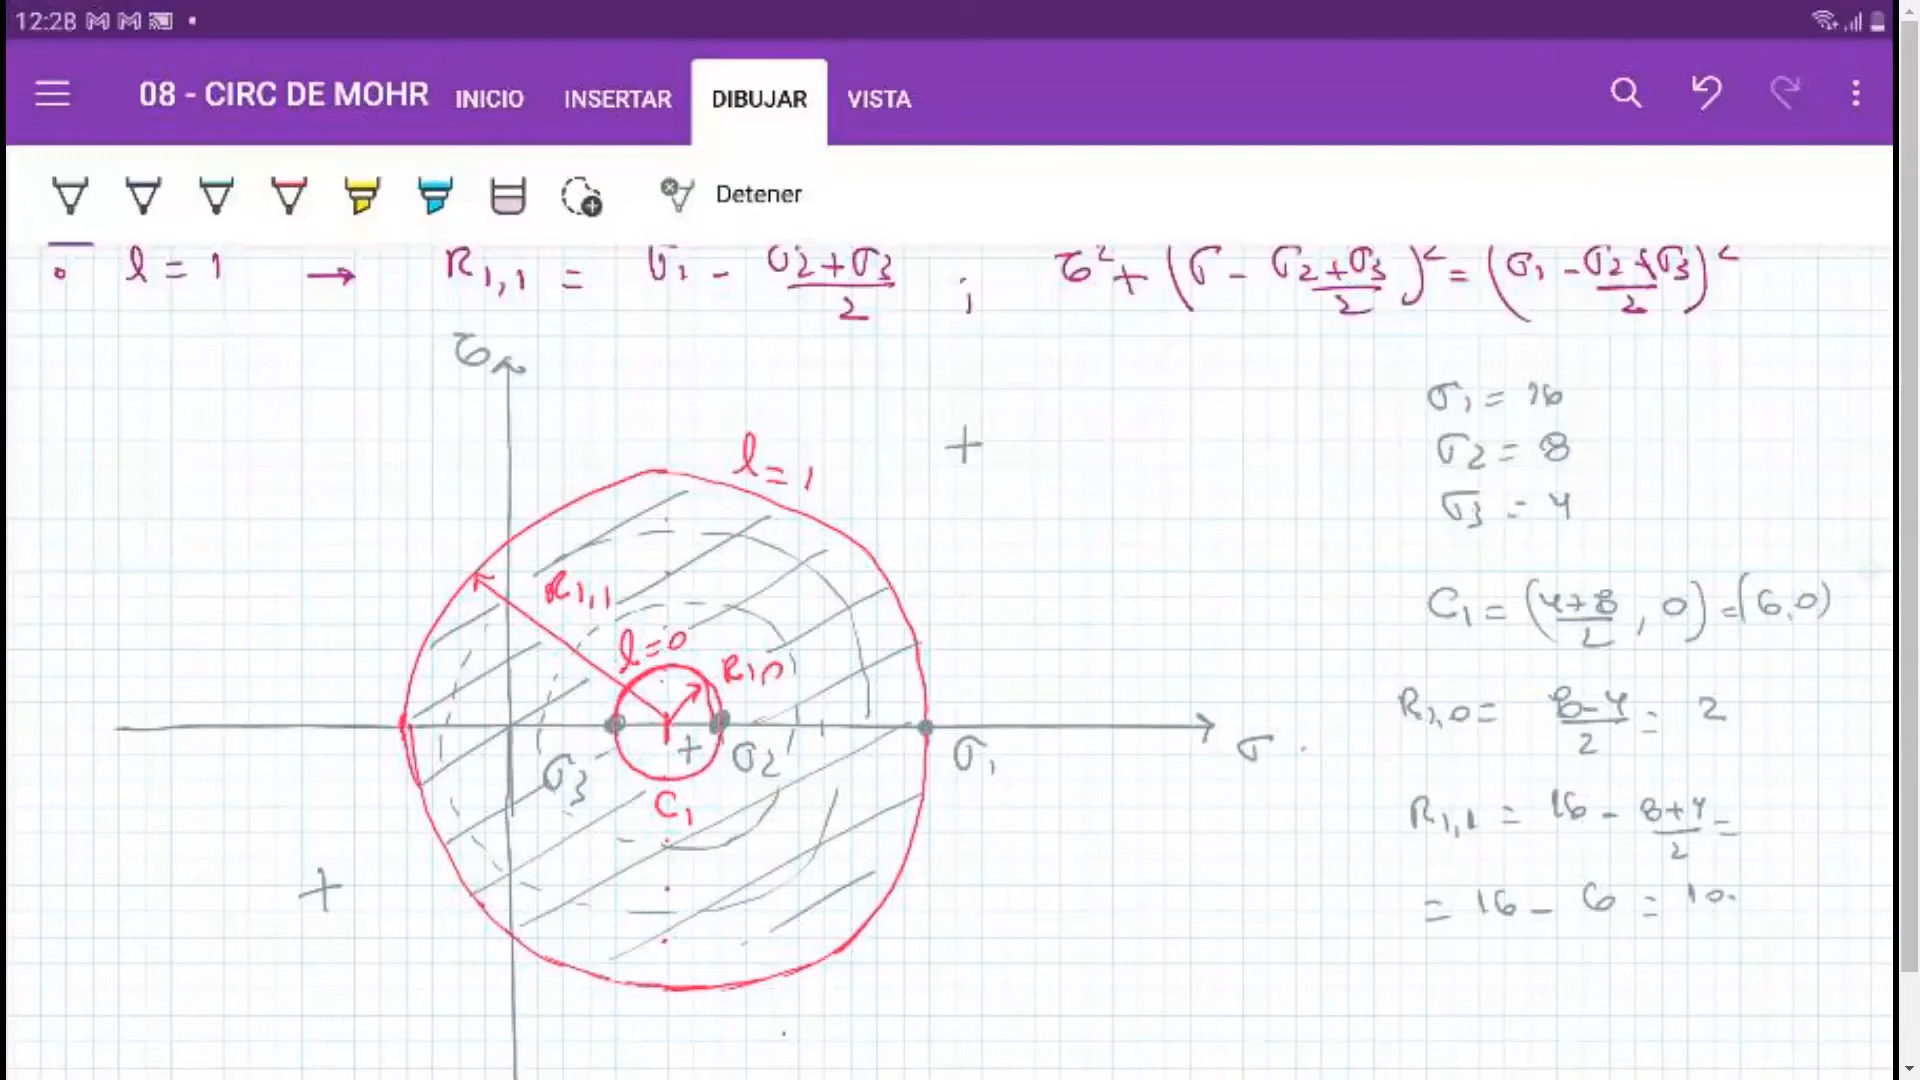 12:28
08 - CIRC DE MOHR INICIO INSERTAR DIBUJAR VISTA
Detener
l = 1 → R1,1 = σ1 - (σ2+σ3)/2 ; τ² + (σ - (σ2+σ3)/2)² = (σ1 - (σ2+σ3)/2)²
τ
σ1 = 16
l = 1
+
σ2 = 8
σ3 = 4
R1,1
C1 = ((4+8)/2, 0) = (6,0)
l=0
R1,0
R1,0 = (8-4)/2 = 2
σ3 + σ2 σ1 σ
C1
R1,1 = 16 - (8+4)/2 =
+
= 16 - 6 = 10